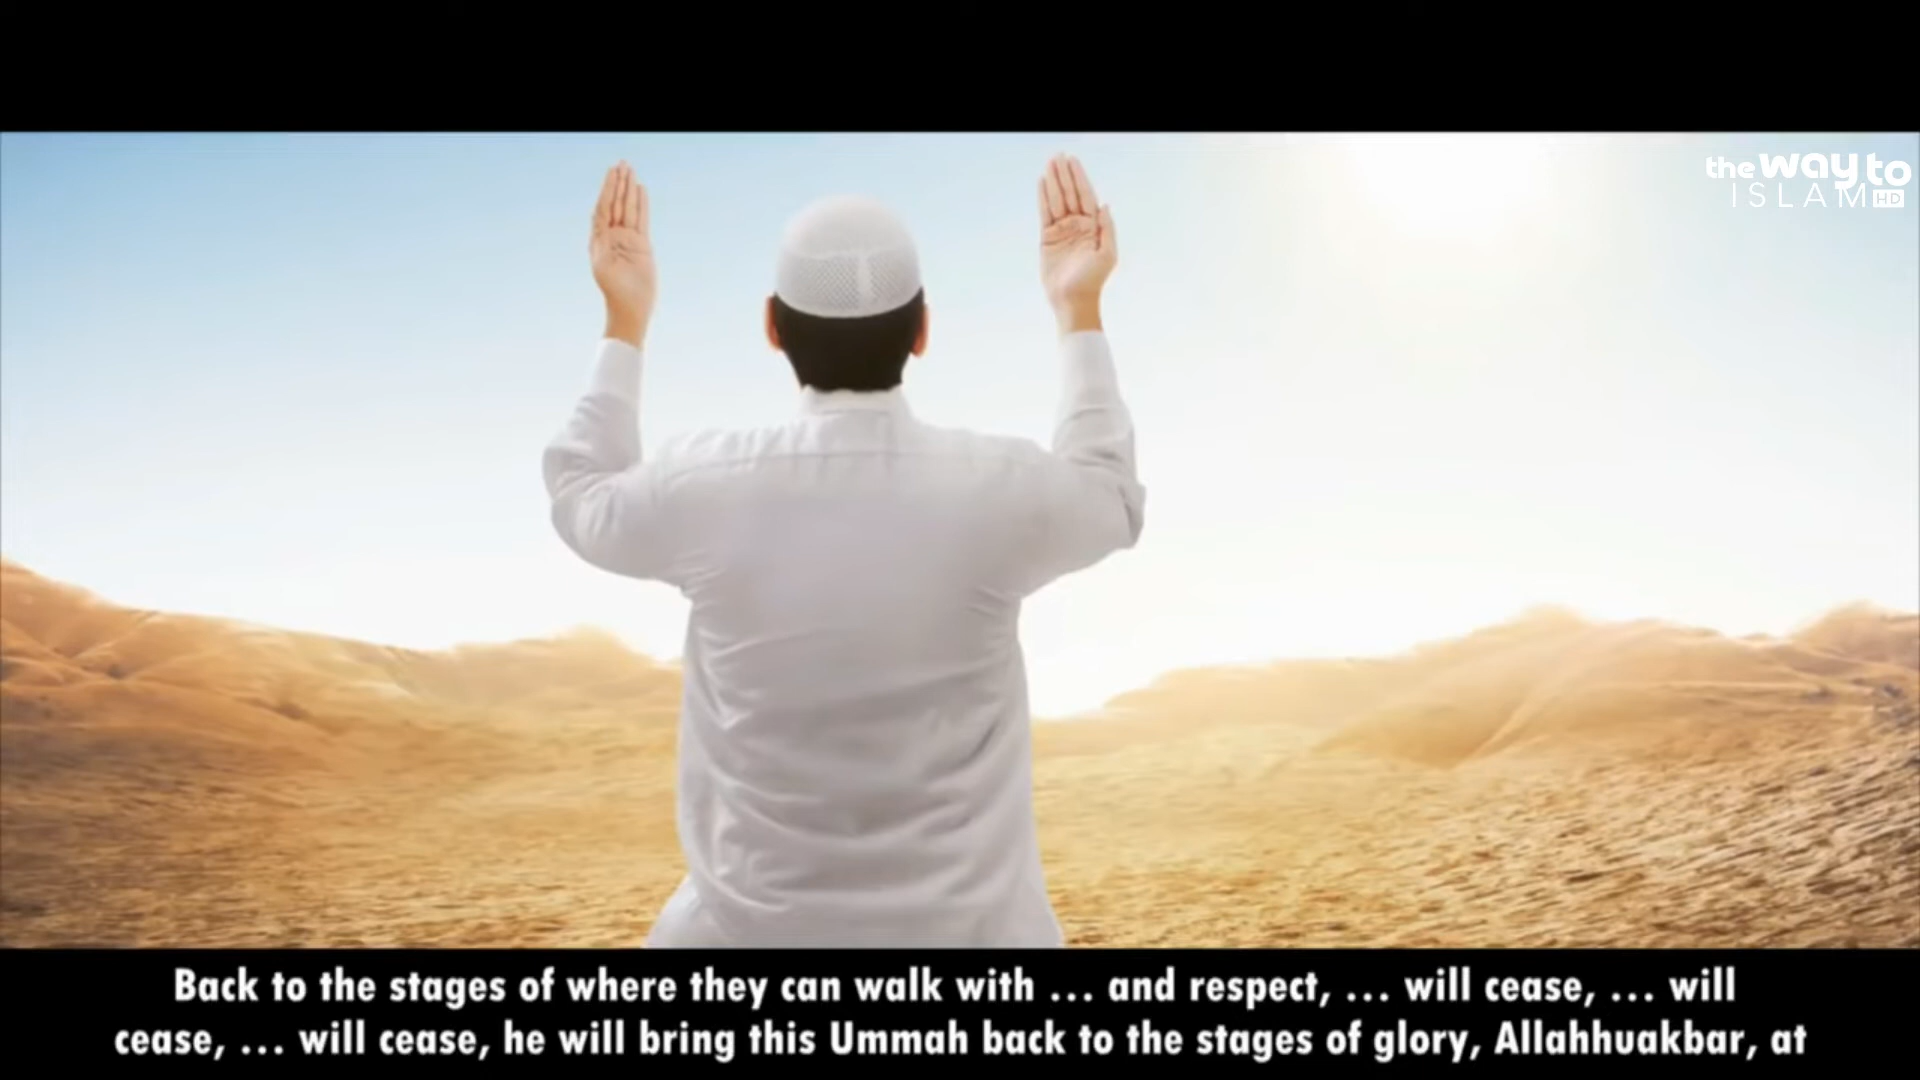 the way to
ISLAM HD
Back to the stages of where they can walk with ... and respect, ... will cease, ... will
cease, ... will cease, he will bring this Ummah back to the stages of glory, Allahhuakbar, at